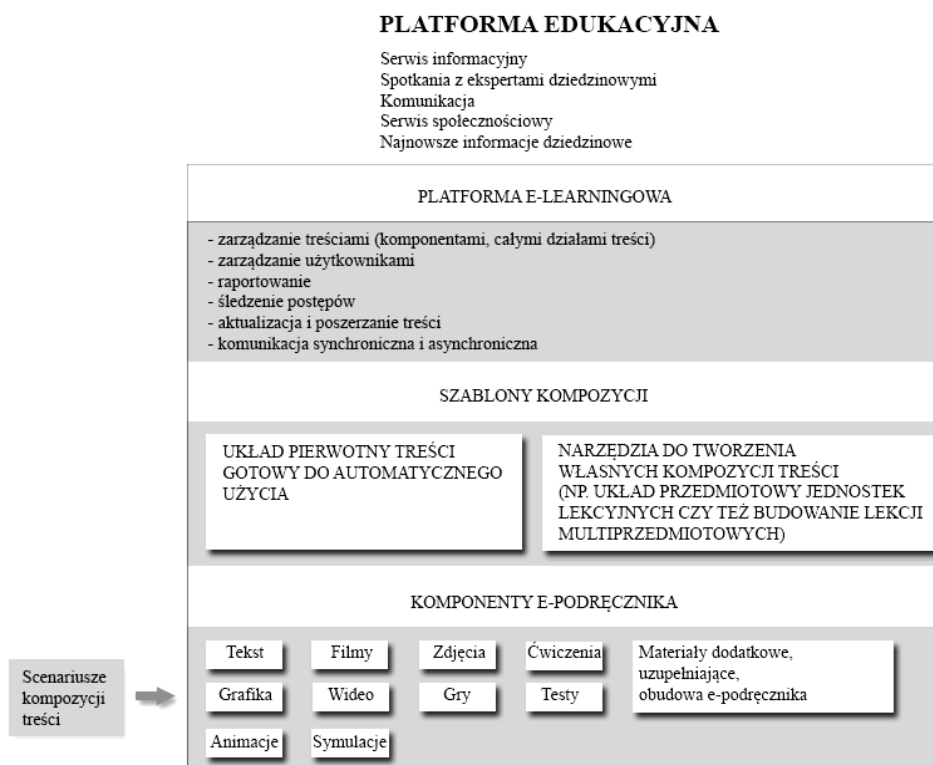 PLATFORMA EDUKACYJNA
Serwis informacyjny
Spotkania z ekspertami dziedzinowymi
Komunikacja
Serwis społecznościowy
Najnowsze informacje dziedzinowe
PLATFORMA E-LEARNINGOWA
- zarządzanie treściami (komponentami, całymi działami treści)
- zarządzanie użytkownikami
- raportowanie
- śledzenie postępów
- aktualizacja i poszerzanie treści
- komunikacja synchroniczna i asynchroniczna
SZABLONY KOMPOZYCJI
UKŁAD PIERWOTNY TREŚCI
GOTOWY DO AUTOMATYCZNEGO
UŻYCIA
NARZĘDZIA DO TWORZENIA
WŁASNYCH KOMPOZYCJI TREŚCI
(NP. UKŁAD PRZEDMIOTOWY JEDNOSTEK
LEKCYJNYCH CZY TEŻ BUDOWANIE LEKCJI
MULTIPRZEDMIOTOWYCH)
KOMPONENTY E-PODRĘCZNIKA
Scenariusze
kompozycji
treści
Tekst
Filmy
Zdjęcia
Ćwiczenia
Grafika
Wideo
Gry
Testy
Animacje
Symulacje
Materiały dodatkowe,
uzupełniające,
obudowa e-podręcznika